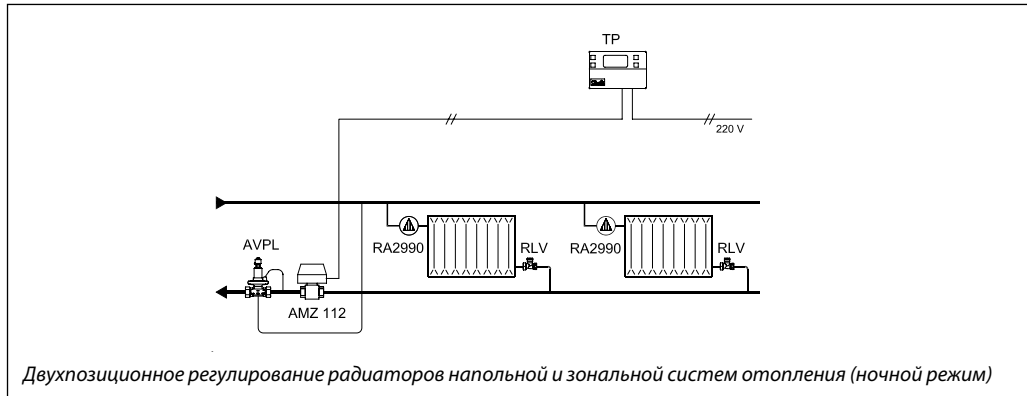 TP
220 V
AVPL
RA2990
RLV
RA2990
RLV
AMZ 112
Двухпозиционное регулирование радиаторов напольной и зональной систем отопления (ночной режим)